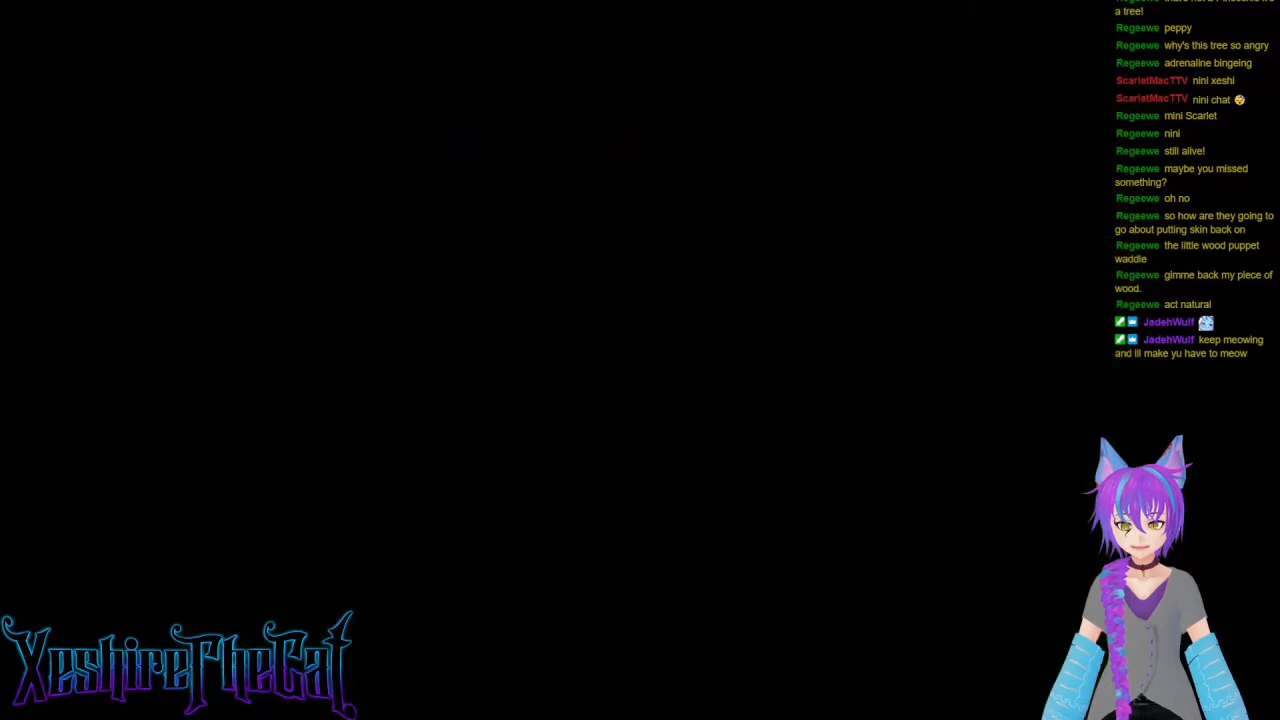 a tree!
Regeewe peppy
Regeewe why's this tree so angry
Regeewe adrenaline bingeing
ScarletMacTTV nini xeshi
ScarletMacTTV nini chat
Regeewe mini Scarlet
Regeewe nini
Regeewe still alive!
Regeewe maybe you missed
something?
Regeewe oh no
Regeewe so how are they going to
go about putting skin back on
Regeewe the little wood puppet
waddle
Regeewe gimme back my piece of
wood.
Regeewe act natural
JadehWulf
JadehWulf keep meowing
and ill make yu have to meow
XeshireTheCat